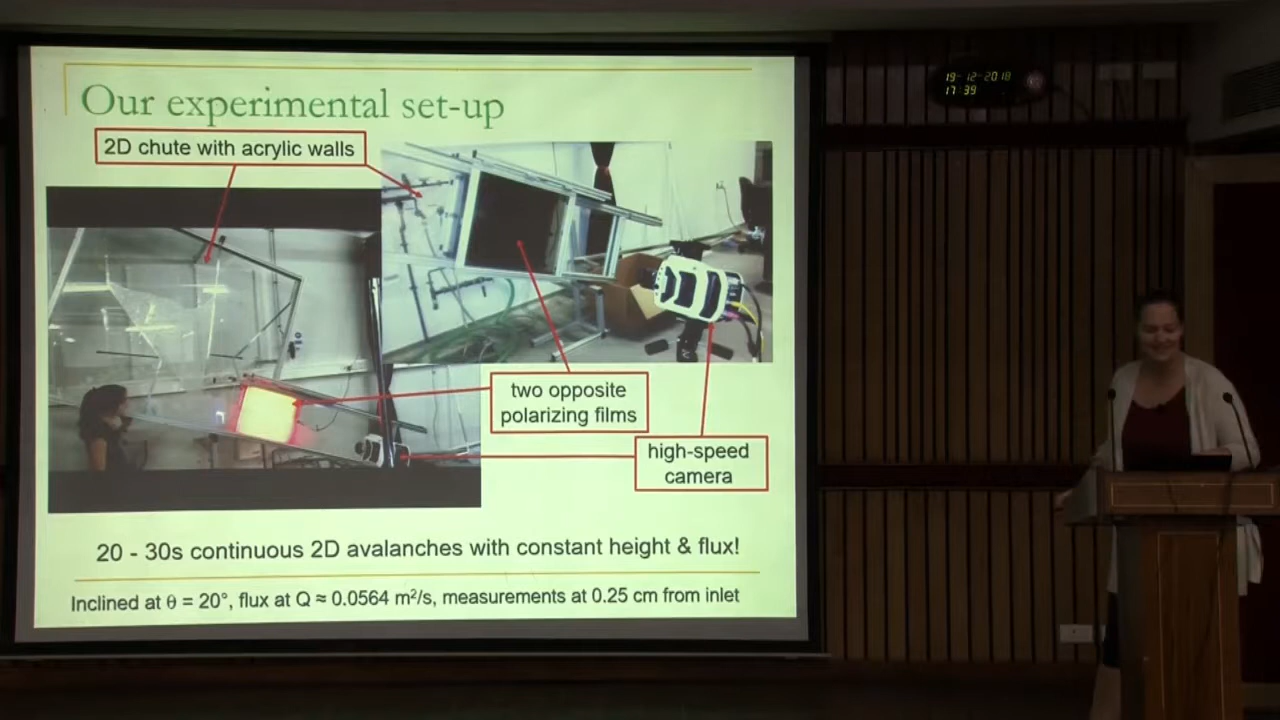 Our experimental set-up
2D chute with acrylic walls
two opposite
polarizing films
high-speed
camera
20 - 30s continuous 2D avalanches with constant height & flux!
Inclined at θ = 20°, flux at Q ≈ 0.0564 m²/s, measurements at 0.25 cm from inlet
19-12-2018
17:39